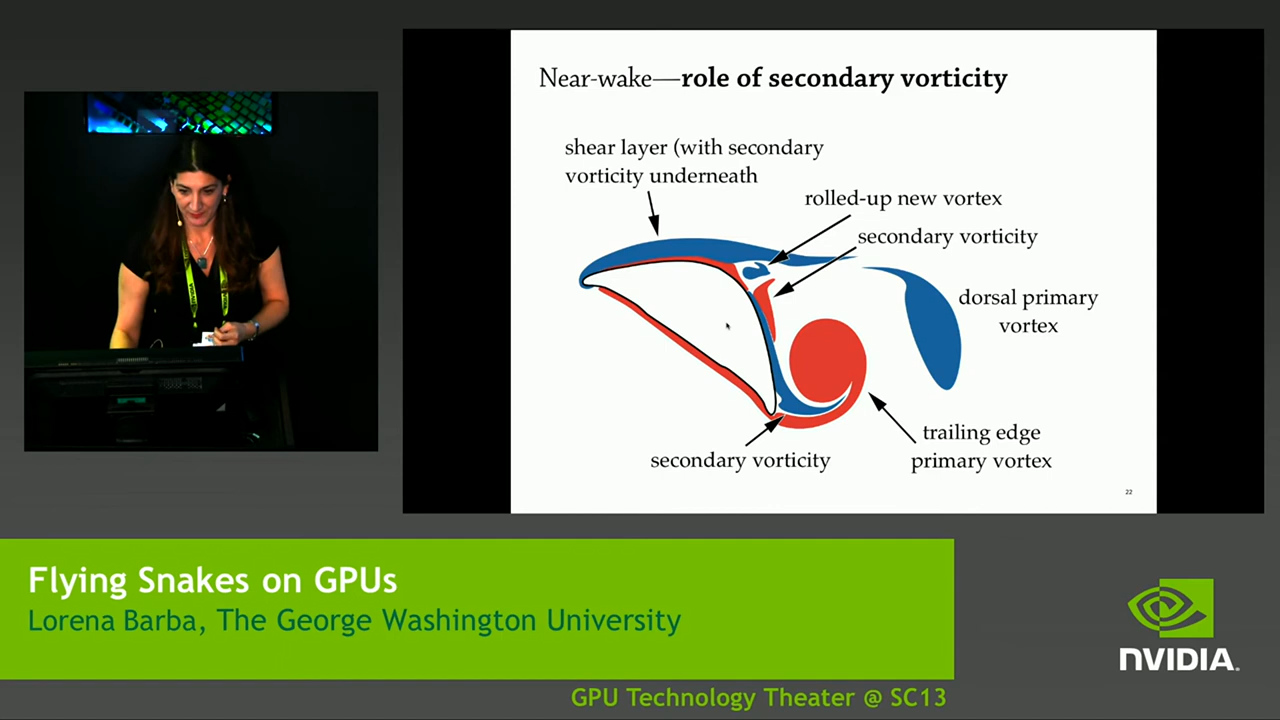 Near-wake—role of secondary vorticity
shear layer (with secondary
vorticity underneath
rolled-up new vortex
secondary vorticity
dorsal primary
vortex
trailing edge
primary vortex
secondary vorticity
22
Flying Snakes on GPUs
Lorena Barba, The George Washington University
NVIDIA.
GPU Technology Theater @ SC13